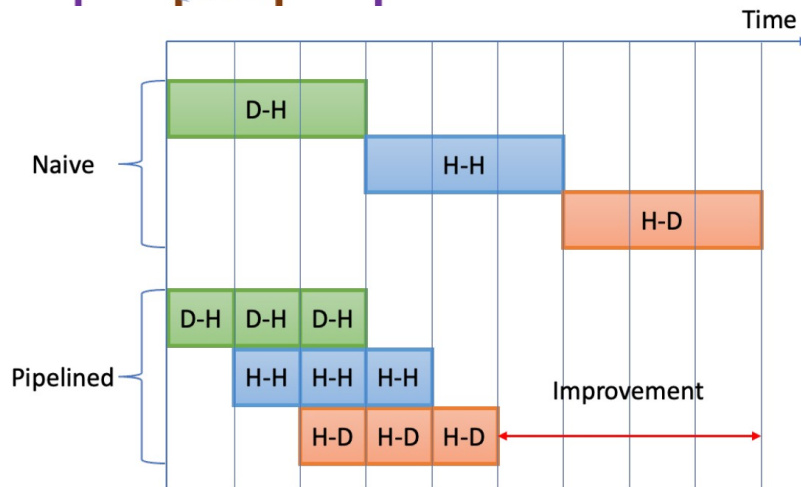 Time
D-H
Naive
H-H
H-D
D-H D-H D-H
Pipelined
H-H H-H H-H
Improvement
H-D H-D H-D